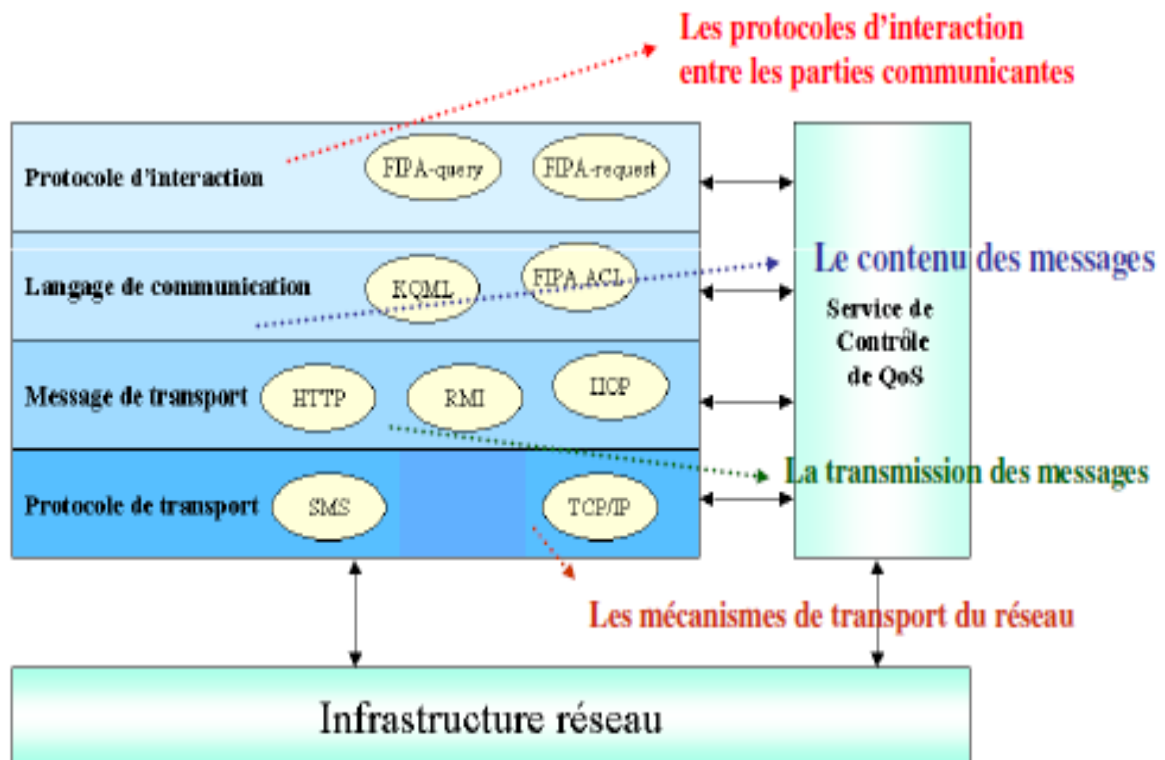 Les protocoles d'interaction
entre les parties communicantes
Protocole d'interaction
FIPA-query
FIPA-request
Langage de communication
KQML
FIPA ACL
Le contenu des messages
Service de
Contrôle
de QoS
Message de transport
HTTP
RMI
IIOP
La transmission des messages
Protocole de transport
SMS
TCP/IP
Les mécanismes de transport du réseau
Infrastructure réseau